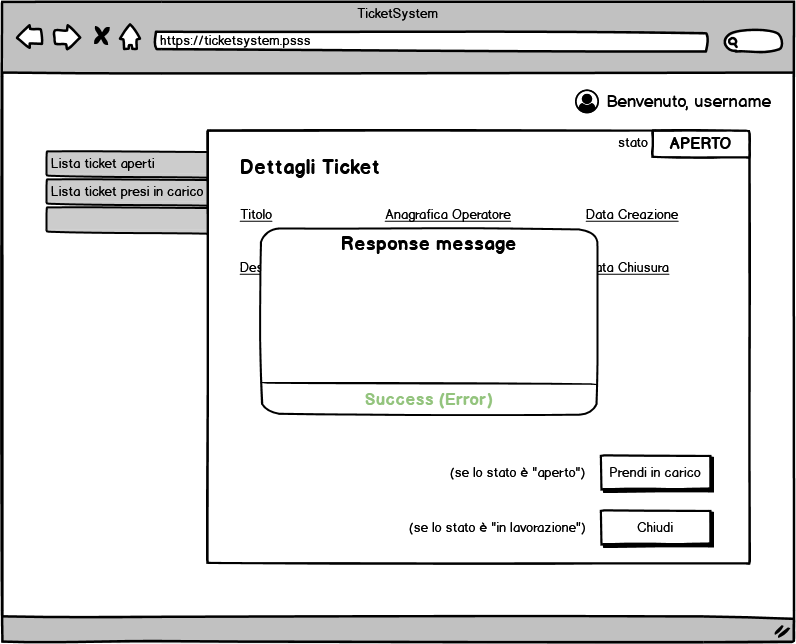 TicketSystem
https://ticketsystem.psss
Benvenuto, username
stato APERTO
Lista ticket aperti
Lista ticket presi in carico
Dettagli Ticket
Titolo Anagrafica Operatore Data Creazione
Response message
Des ata Chiusura
Success (Error)
(se lo stato è "aperto") Prendi in carico
(se lo stato è "in lavorazione") Chiudi